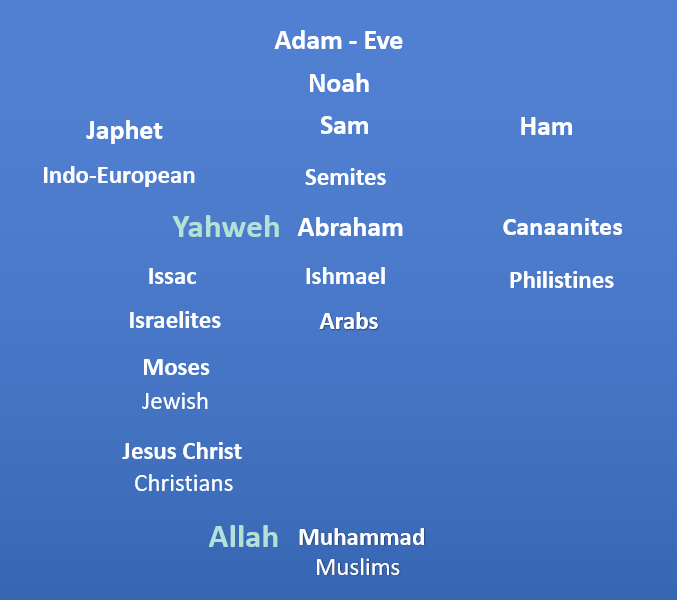 Adam - Eve
Noah
Japhet Sam Ham
Indo-European Semites
Yahweh Abraham Canaanites
Issac Ishmael Philistines
Israelites Arabs
Moses
Jewish
Jesus Christ
Christians
Allah Muhammad
Muslims